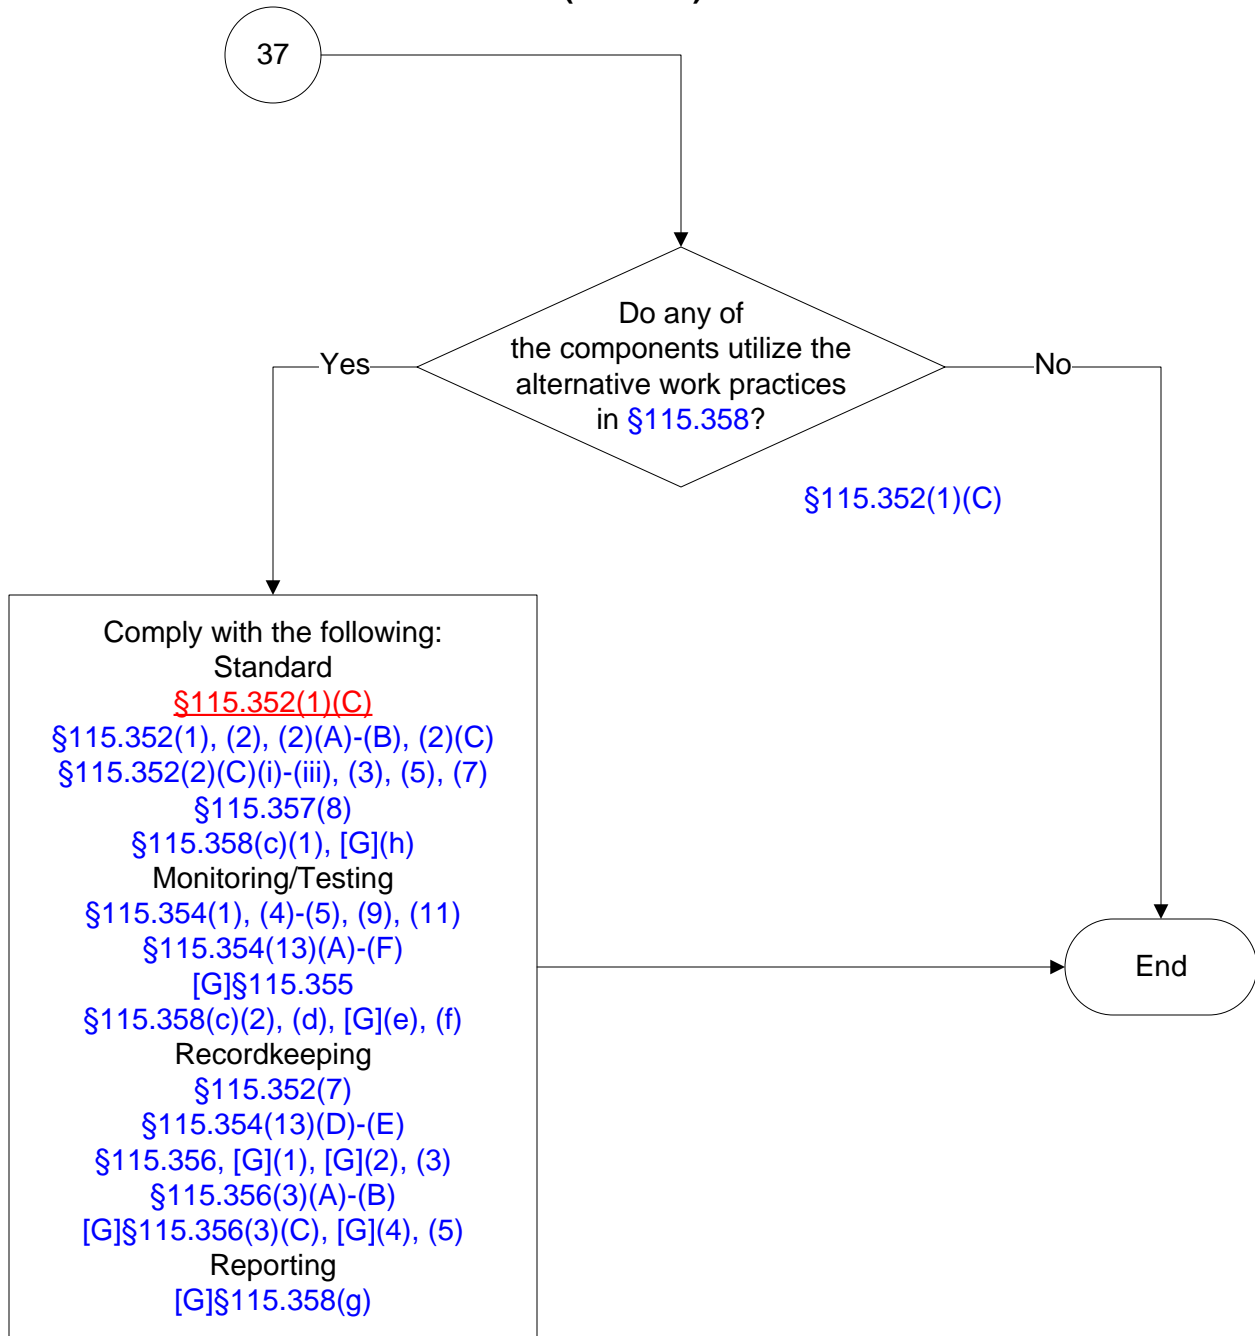 37
Do any of
the components utilize the
alternative work practices
in §115.358?
Yes
No
§115.352(1)(C)
Comply with the following:
Standard
§115.352(1)(C)
§115.352(1), (2), (2)(A)-(B), (2)(C)
§115.352(2)(C)(i)-(iii), (3), (5), (7)
§115.357(8)
§115.358(c)(1), [G](h)
Monitoring/Testing
§115.354(1), (4)-(5), (9), (11)
§115.354(13)(A)-(F)
[G]§115.355
§115.358(c)(2), (d), [G](e), (f)
Recordkeeping
§115.352(7)
§115.354(13)(D)-(E)
§115.356, [G](1), [G](2), (3)
§115.356(3)(A)-(B)
[G]§115.356(3)(C), [G](4), (5)
Reporting
[G]§115.358(g)
End